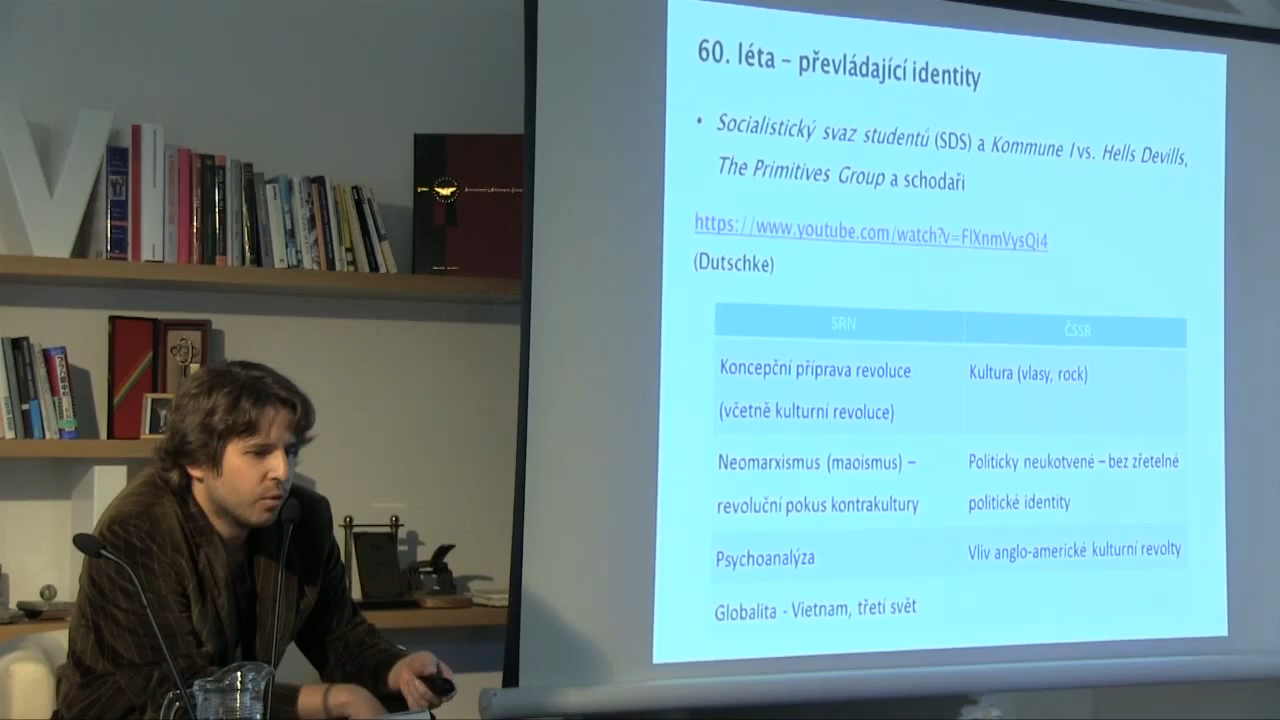 60. léta – převládající identity
• Socialistický svaz studentů (SDS) a Kommune I vs. Hells Devills,
The Primitives Group a schodaři
https://www.youtube.com/watch?v=FlXnmVysQi4
(Dutschke)
SRN ČSSR
Koncepční příprava revoluce Kultura (vlasy, rock)
(včetně kulturní revoluce)
Neomarxismus (maoismus) – Politicky neukotvené – bez zřetelné
revoluční pokus kontrakultury politické identity
Psychoanalýza Vliv anglo-americké kulturní revolty
Globalita - Vietnam, třetí svět
V